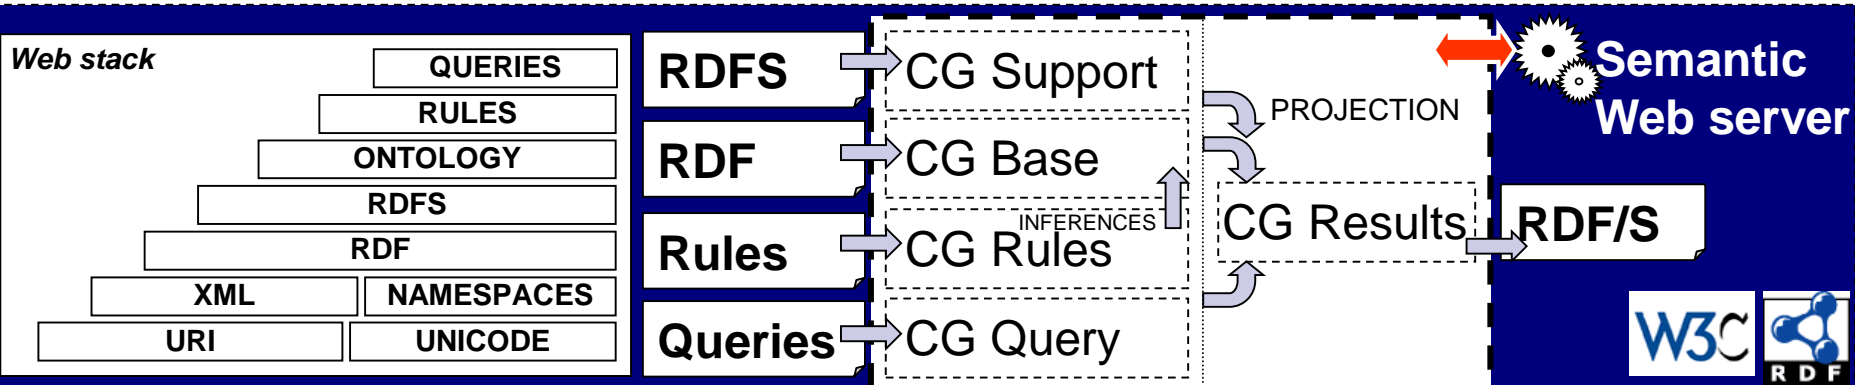 Web stack
QUERIES
RULES
ONTOLOGY
RDFS
RDF
XML NAMESPACES
URI UNICODE
RDFS
RDF
Rules
Queries
CG Support
CG Base
INFERENCES
CG Rules
CG Query
PROJECTION
CG Results
Semantic
Web server
RDF/S
W3C
RDF